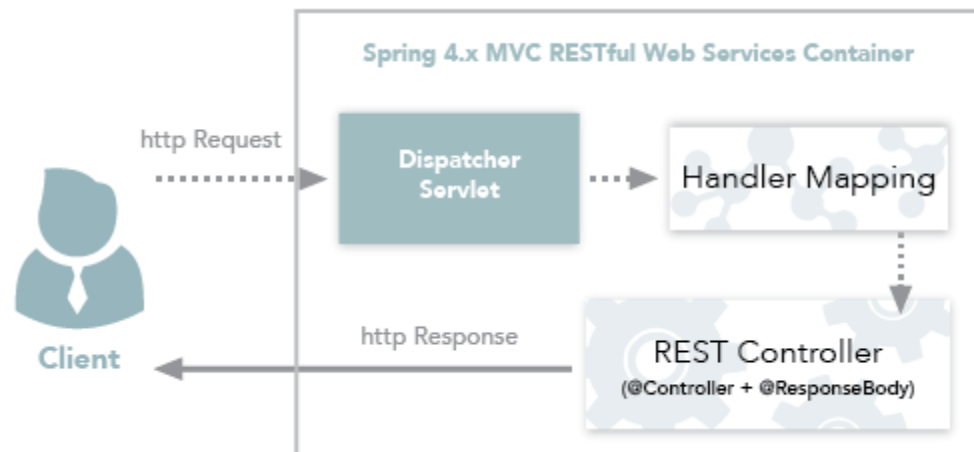 Spring 4.x MVC RESTful Web Services Container
http Request
Dispatcher
Servlet
Handler Mapping
http Response
Client
REST Controller
(@Controller + @ResponseBody)